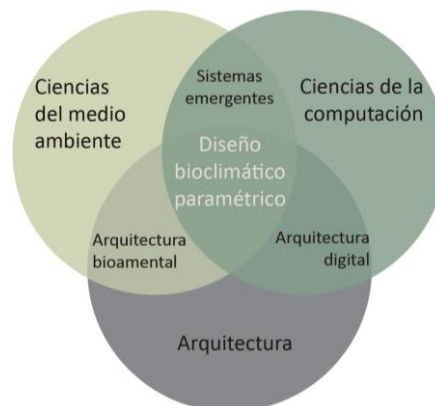 Ciencias
del medio
ambiente
Sistemas
emergentes
Ciencias de la
computación
Diseño
bioclimático
paramétrico
Arquitectura
bioamental
Arquitectura
digital
Arquitectura